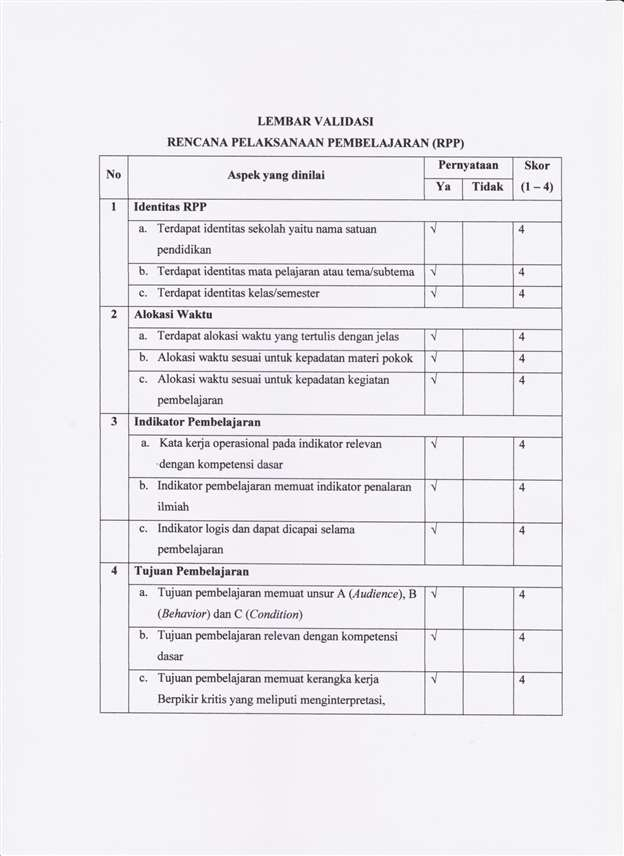 LEMBAR VALIDASI
RENCANA PELAKSANAAN PEMBELAJARAN (RPP)
No Aspek yang dinilai Pernyataan Skor
Ya Tidak (1 – 4)
1 Identitas RPP
a. Terdapat identitas sekolah yaitu nama satuan √ 4
pendidikan
b. Terdapat identitas mata pelajaran atau tema/subtema √ 4
c. Terdapat identitas kelas/semester √ 4
2 Alokasi Waktu
a. Terdapat alokasi waktu yang tertulis dengan jelas √ 4
b. Alokasi waktu sesuai untuk kepadatan materi pokok √ 4
c. Alokasi waktu sesuai untuk kepadatan kegiatan √ 4
pembelajaran
3 Indikator Pembelajaran
a. Kata kerja operasional pada indikator relevan √ 4
dengan kompetensi dasar
b. Indikator pembelajaran memuat indikator penalaran √ 4
ilmiah
c. Indikator logis dan dapat dicapai selama √ 4
pembelajaran
4 Tujuan Pembelajaran
a. Tujuan pembelajaran memuat unsur A (Audience), B √ 4
(Behavior) dan C (Condition)
b. Tujuan pembelajaran relevan dengan kompetensi √ 4
dasar
c. Tujuan pembelajaran memuat kerangka kerja √ 4
Berpikir kritis yang meliputi menginterpretasi,